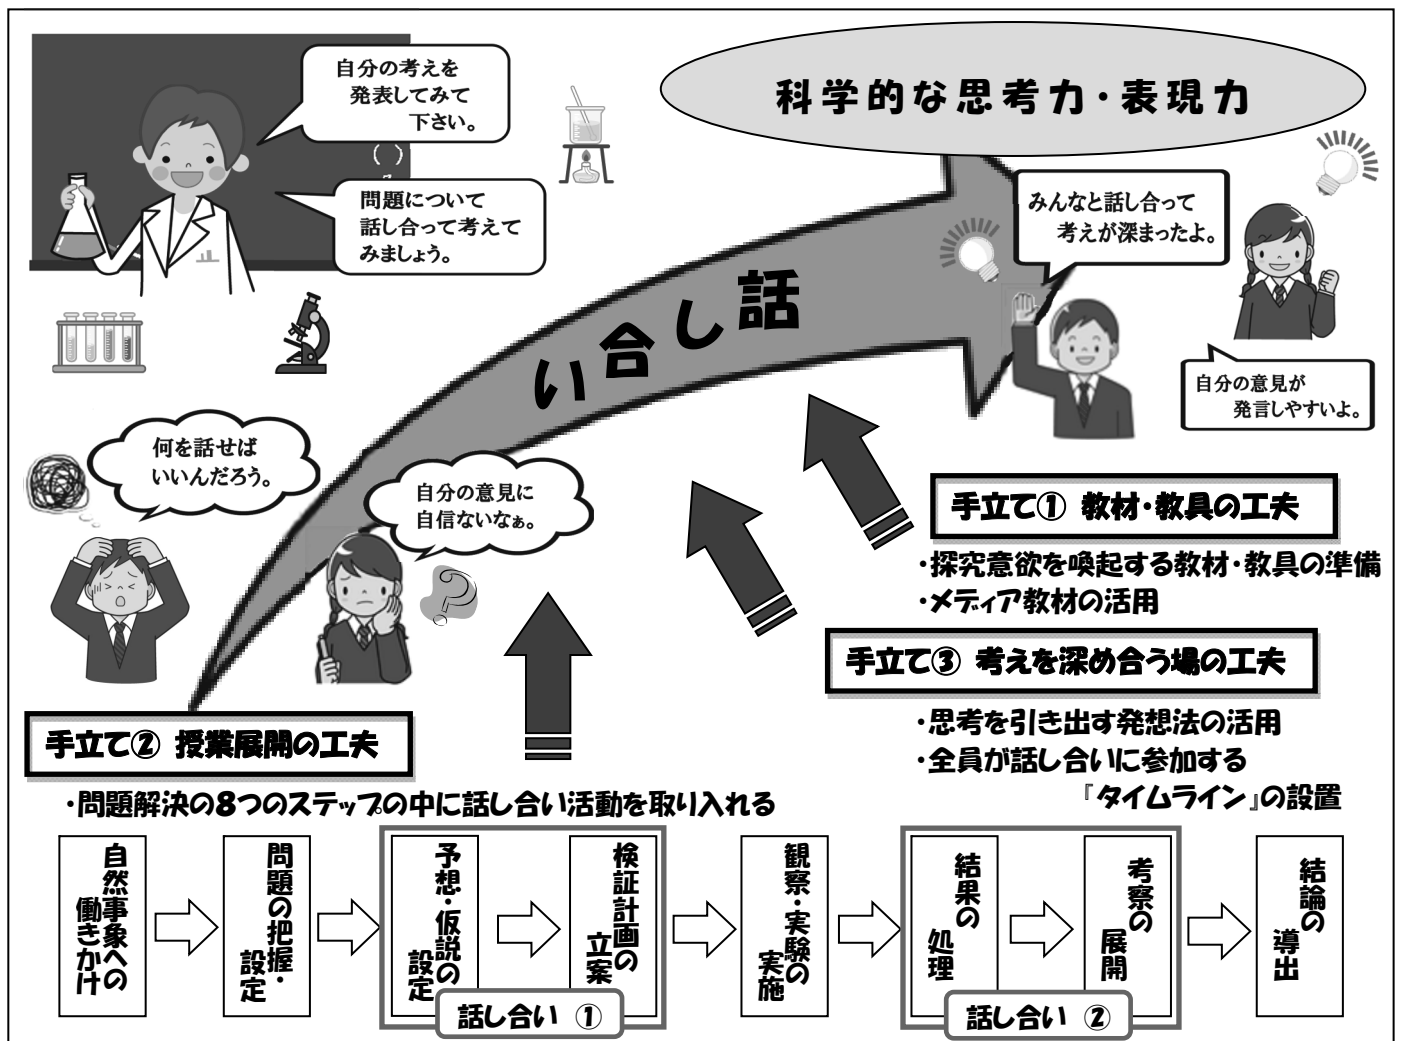 自分の考えを
発表してみて
下さい。
問題について
話し合って考えて
みましょう。
科学的な思考力・表現力
みんなと話し合って
考えが深まったよ。
自分の意見が
発言しやすいよ。
話し合い
何を話せば
いいんだろう。
自分の意見に
自信ないなぁ。
手立て① 教材・教具の工夫
・探究意欲を喚起する教材・教具の準備
・メディア教材の活用
手立て③ 考えを深め合う場の工夫
・思考を引き出す発想法の活用
・全員が話し合いに参加する
『タイムライン』の設置
手立て② 授業展開の工夫
・問題解決の8つのステップの中に話し合い活動を取り入れる
自然事象への
働きかけ
問題の把握・
設定
予想・仮説の
設定
検証計画の
立案
話し合い ①
観察・実験の
実施
結果の
処理
考察の
展開
話し合い ②
結論の
導出